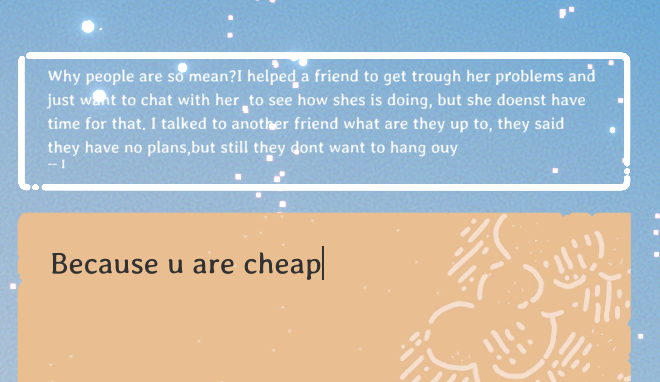 Why people are so mean?I helped a friend to get trough her problems and
just want to chat with her  to see how shes is doing, but she doenst have
time for that. I talked to another friend what are they up to, they said
they have no plans,but still they dont want to hang ouy
— I
Because u are cheap